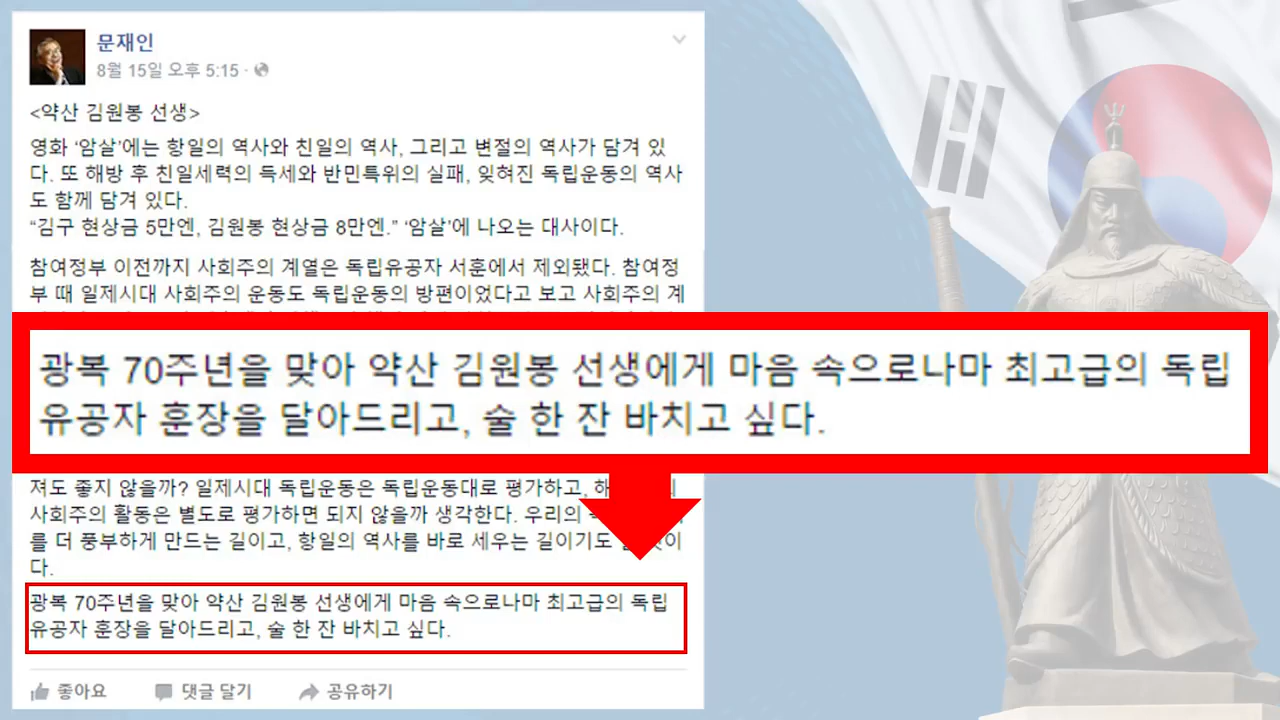 문재인
8월 15일 오후 5:15 ·
<약산 김원봉 선생>
영화 ‘암살’에는 항일의 역사와 친일의 역사, 그리고 변절의 역사가 담겨 있
다. 또 해방 후 친일세력의 득세와 반민특위의 실패, 잊혀진 독립운동의 역사
도 함께 담겨 있다.
“김구 현상금 5만엔, 김원봉 현상금 8만엔.” ‘암살’에 나오는 대사이다.
참여정부 이전까지 사회주의 계열은 독립유공자 서훈에서 제외됐다. 참여정
부 때 일제시대 사회주의 운동도 독립운동의 방편이었다고 보고 사회주의 계
광복 70주년을 맞아 약산 김원봉 선생에게 마음 속으로나마 최고급의 독립
유공자 훈장을 달아드리고, 술 한 잔 바치고 싶다.
져도 좋지 않을까? 일제시대 독립운동은 독립운동대로 평가하고,
사회주의 활동은 별도로 평가하면 되지 않을까 생각한다. 우리의
를 더 풍부하게 만드는 길이고, 항일의 역사를 바로 세우는 길이기도
다.
광복 70주년을 맞아 약산 김원봉 선생에게 마음 속으로나마 최고급의 독립
유공자 훈장을 달아드리고, 술 한 잔 바치고 싶다.
좋아요 댓글 달기 공유하기